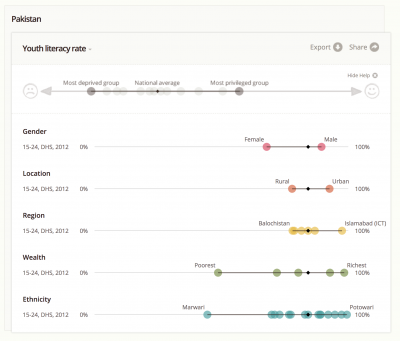 Pakistan
Youth literacy rate
Export Share
Hide Help
Most deprived group National average Most privileged group
Gender
Female Male
15-24, DHS, 2012 0% 100%
Location
Rural Urban
15-24, DHS, 2012 0% 100%
Region
Balochistan Islamabad (ICT)
15-24, DHS, 2012 0% 100%
Wealth
Poorest Richest
15-24, DHS, 2012 0% 100%
Ethnicity
Marwari Potowari
15-24, DHS, 2012 0% 100%